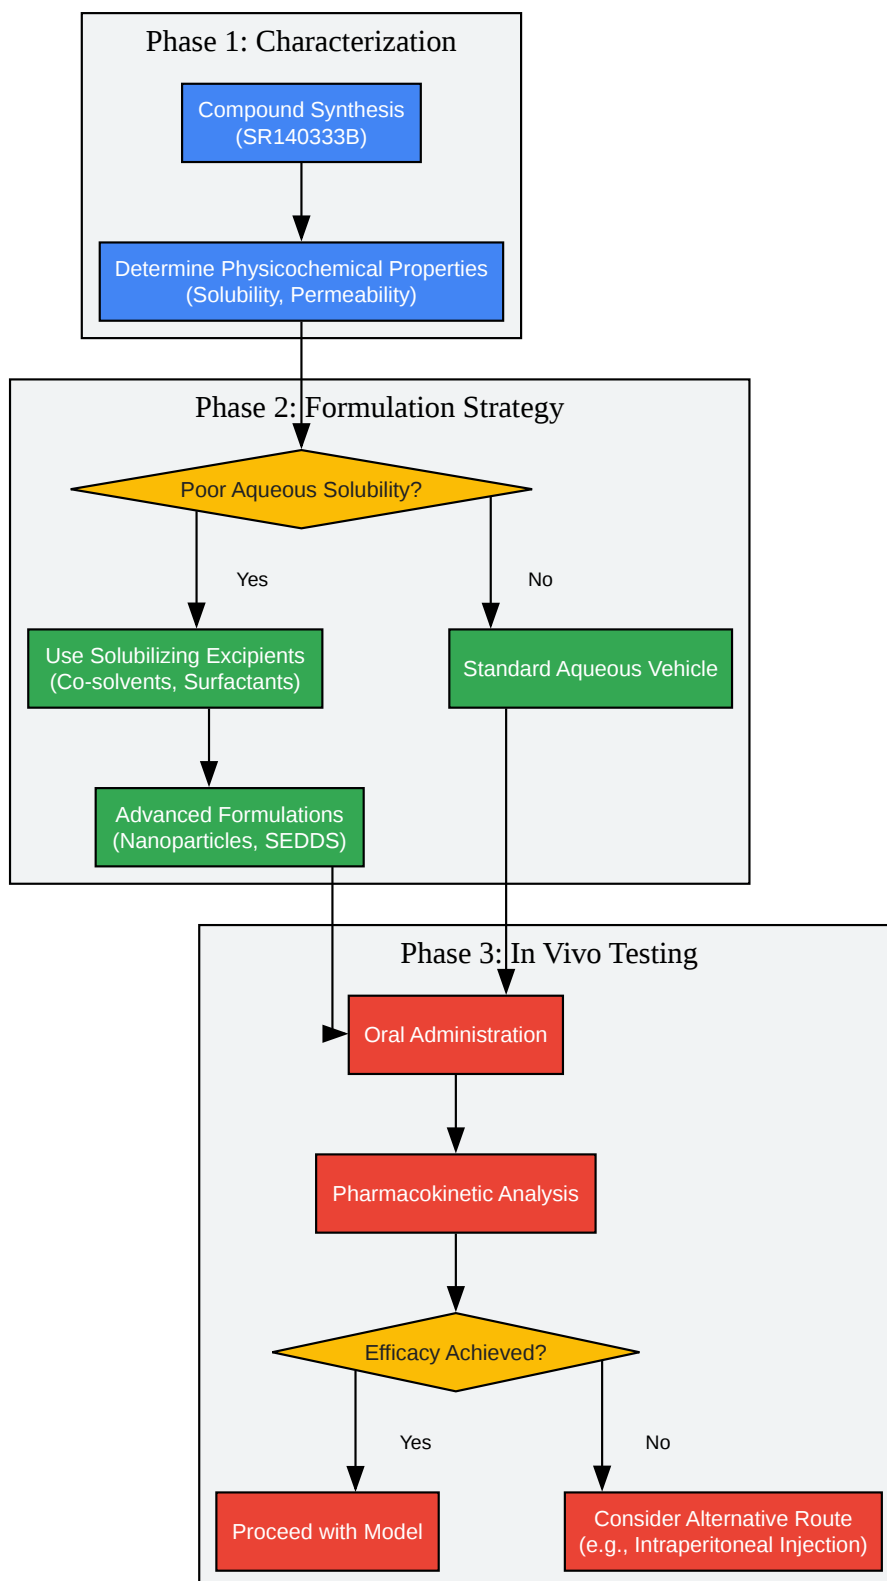 Phase 1: Characterization
Compound Synthesis
(SR140333B)
Determine Physicochemical Properties
(Solubility, Permeability)
Phase 2: Formulation Strategy
Poor Aqueous Solubility?
Yes
No
Use Solubilizing Excipients
(Co-solvents, Surfactants)
Standard Aqueous Vehicle
Advanced Formulations
(Nanoparticles, SEDDS)
Phase 3: In Vivo Testing
Oral Administration
Pharmacokinetic Analysis
Efficacy Achieved?
Yes
No
Proceed with Model
Consider Alternative Route
(e.g., Intraperitoneal Injection)